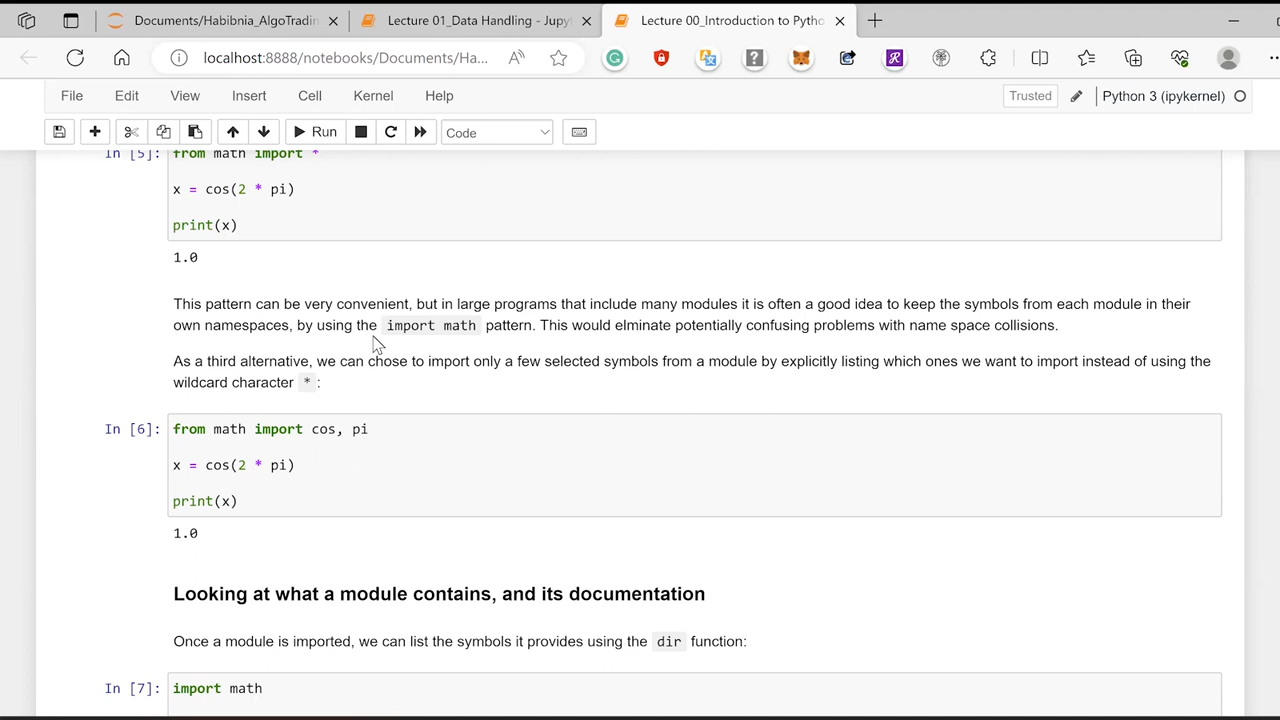 Documents/Habibnia_AlgoTradin
Lecture 01_Data Handling - Jupyt
Lecture 00_Introduction to Pytho
localhost:8888/notebooks/Documents/Ha...
File Edit View Insert Cell Kernel Help Trusted Python 3 (ipykernel)
Run Code
In [5]: from math import *
x = cos(2 * pi)
print(x)
1.0
This pattern can be very convenient, but in large programs that include many modules it is often a good idea to keep the symbols from each module in their
own namespaces, by using the import math pattern. This would elminate potentially confusing problems with name space collisions.
As a third alternative, we can chose to import only a few selected symbols from a module by explicitly listing which ones we want to import instead of using the
wildcard character * :
In [6]: from math import cos, pi
x = cos(2 * pi)
print(x)
1.0
Looking at what a module contains, and its documentation
Once a module is imported, we can list the symbols it provides using the dir function:
In [7]: import math